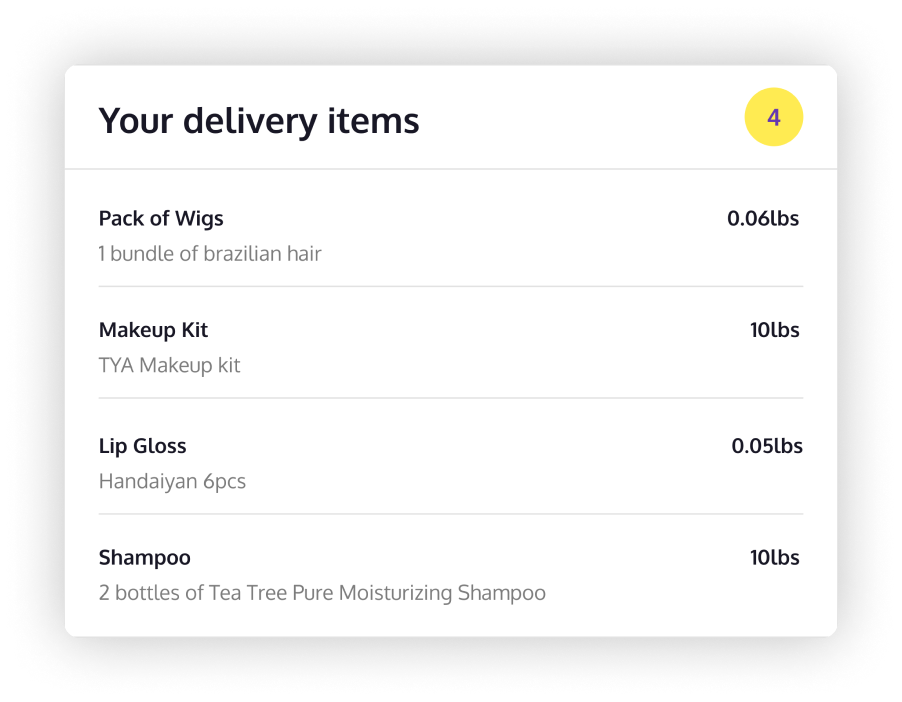 Your delivery items
4
Pack of Wigs 0.06lbs
1 bundle of brazilian hair
Makeup Kit 10lbs
TYA Makeup kit
Lip Gloss 0.05lbs
Handaiyan 6pcs
Shampoo 10lbs
2 bottles of Tea Tree Pure Moisturizing Shampoo